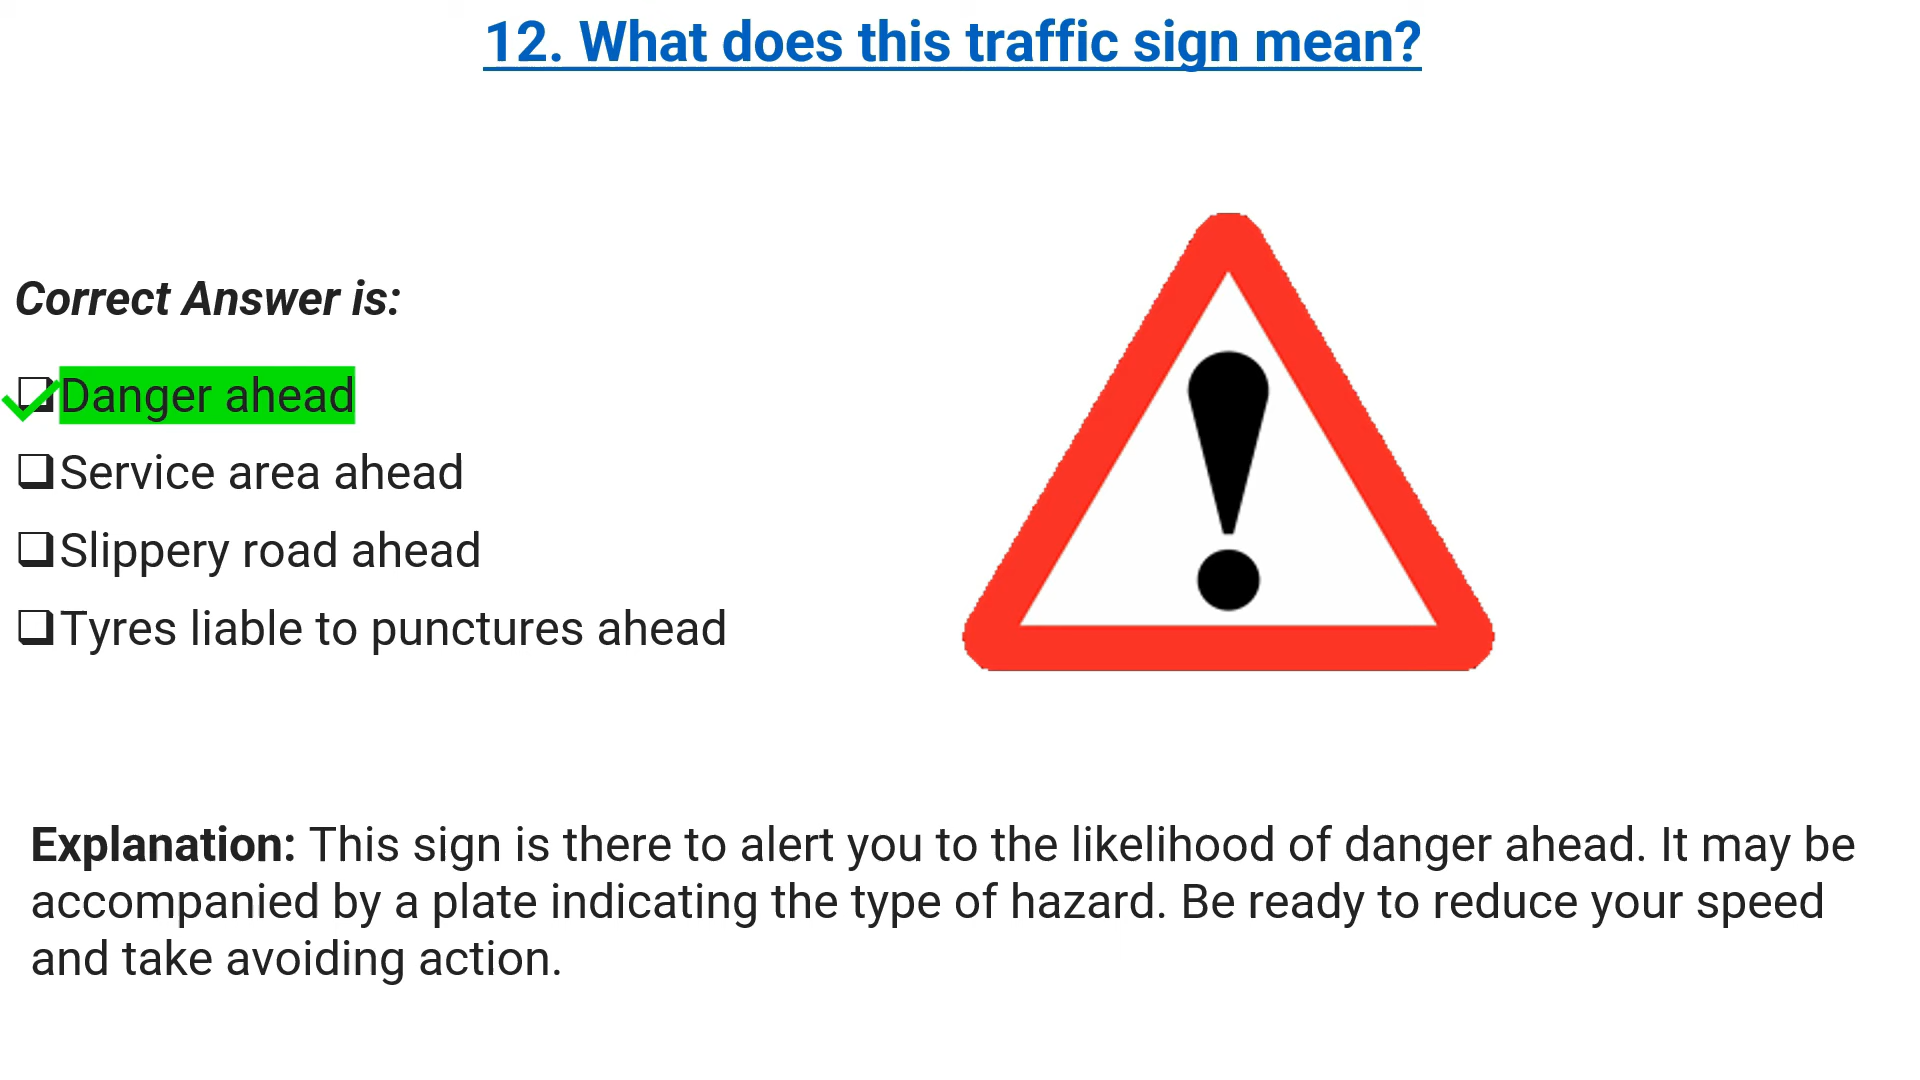 12. What does this traffic sign mean?
Correct Answer is:
Danger ahead
Service area ahead
Slippery road ahead
Tyres liable to punctures ahead
Explanation: This sign is there to alert you to the likelihood of danger ahead. It may be
accompanied by a plate indicating the type of hazard. Be ready to reduce your speed
and take avoiding action.